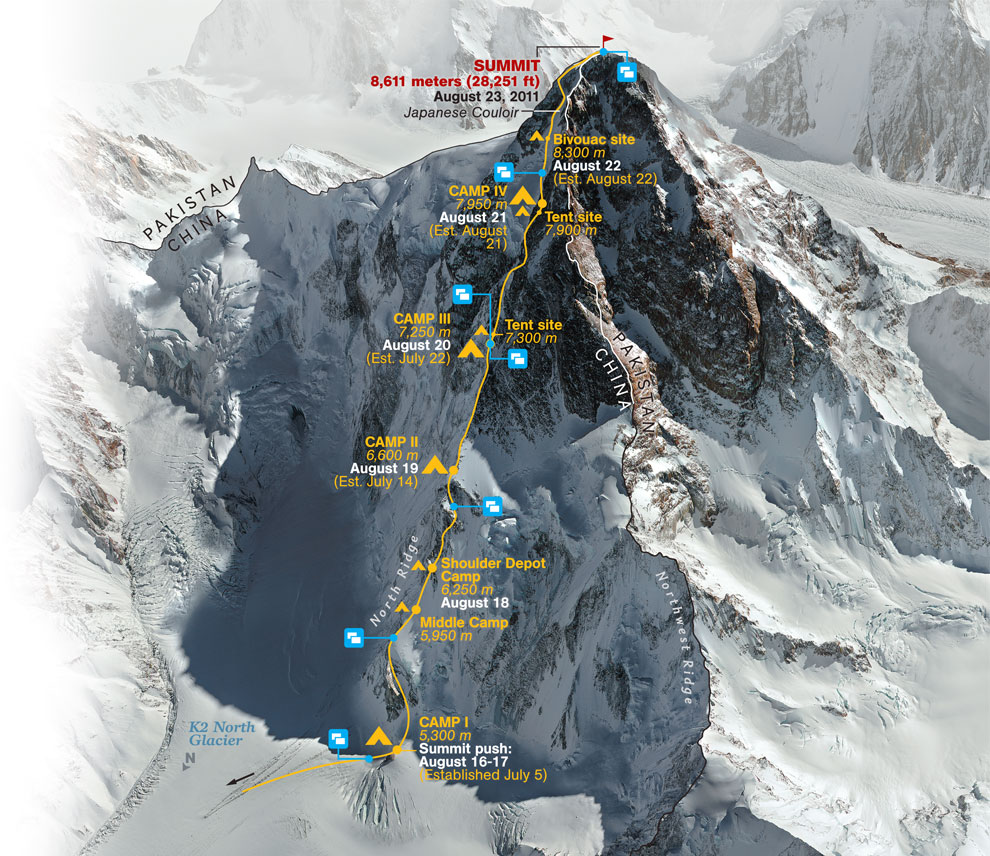 SUMMIT
8,611 meters (28,251 ft)
August 23, 2011
Japanese Couloir
Bivouac site
8,300 m
August 22
(Est. August 22)
PAKISTAN
CHINA
CAMP IV
7,950 m
August 21
(Est. August
21)
Tent site
7,900 m
CAMP III
7,250 m
August 20
(Est. July 22)
Tent site
7,300 m
PAKISTAN
CHINA
CAMP II
6,600 m
August 19
(Est. July 14)
North Ridge
Shoulder Depot
Camp
6,250 m
August 18
Middle Camp
5,950 m
Northwest Ridge
K2 North
Glacier
N
CAMP I
5,300 m
Summit push:
August 16-17
(Established July 5)